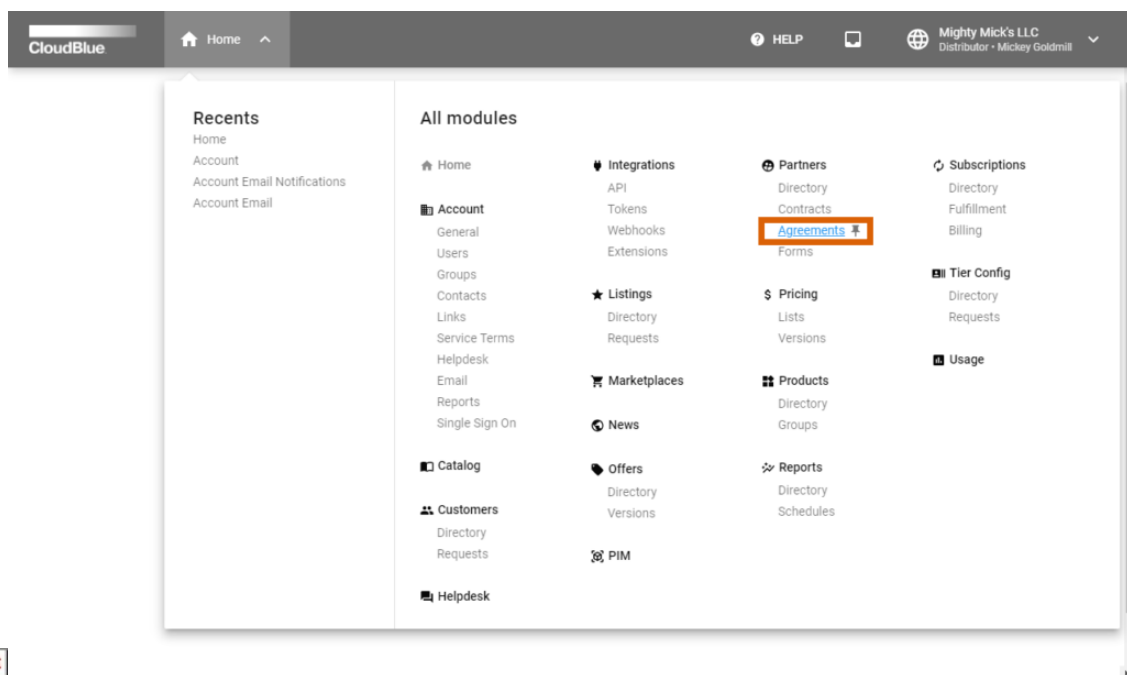 CloudBlue
Home
HELP
Mighty Mick's LLC
Distributor • Mickey Goldmill
Recents
Home
Account
Account Email Notifications
Account Email
All modules
Home
Account
General
Users
Groups
Contacts
Links
Service Terms
Helpdesk
Email
Reports
Single Sign On
Catalog
Customers
Directory
Requests
Helpdesk
Integrations
API
Tokens
Webhooks
Extensions
Listings
Directory
Requests
Marketplaces
News
Offers
Directory
Versions
PIM
Partners
Directory
Contracts
Agreements
Forms
Pricing
Lists
Versions
Products
Directory
Groups
Reports
Directory
Schedules
Subscriptions
Directory
Fulfillment
Billing
Tier Config
Directory
Requests
Usage